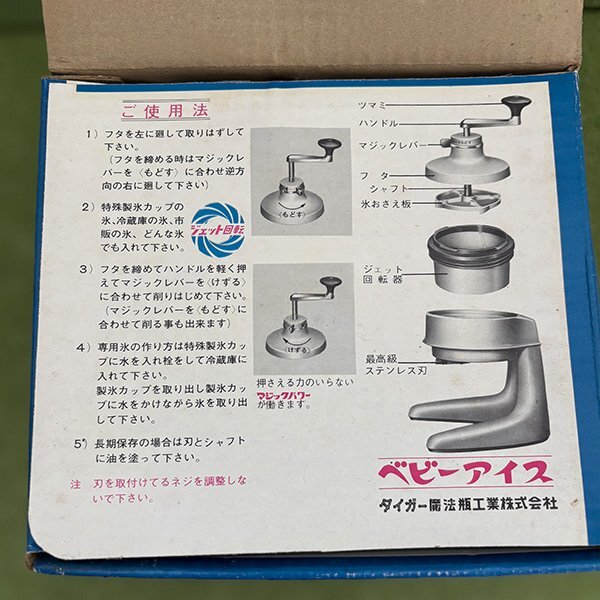 ご使用法
1) フタを左に廻して取りはずして
下さい。
(フタを締める時はマジックレ
バーを〈もどす〉に合わせ逆方
向の右に廻して下さい)
2) 特殊製氷カップの
氷、冷蔵庫の氷、市
販の氷、どんな氷
でも入れて下さい。
ジェット回転
3) フタを締めてハンドルを軽く押
えてマジックレバーを〈けずる〉
に合わせて削りはじめて下さい。
(マジックレバーを〈もどす〉に
合わせて削る事も出来ます)
4) 専用氷の作り方は特殊製氷カッ
プに水を入れ栓をして冷蔵庫に
入れて下さい。
製氷カップを取り出し製氷カッ
プに水をかけながら氷を取り出
して下さい。
5) 長期保存の場合は刃とシャフト
に油を塗って下さい。
注 刃を取付けてるネジを調整しな
いで下さい。
〈もどす〉
〈けずる〉
押さえる力のいらない
マジックパワー
が働きます。
ツマミ
ハンドル
マジックレバー
フタ
シャフト
氷おさえ板
ジェット
回転器
最高級
ステンレス刃
ベビーアイス
タイガー魔法瓶工業株式会社